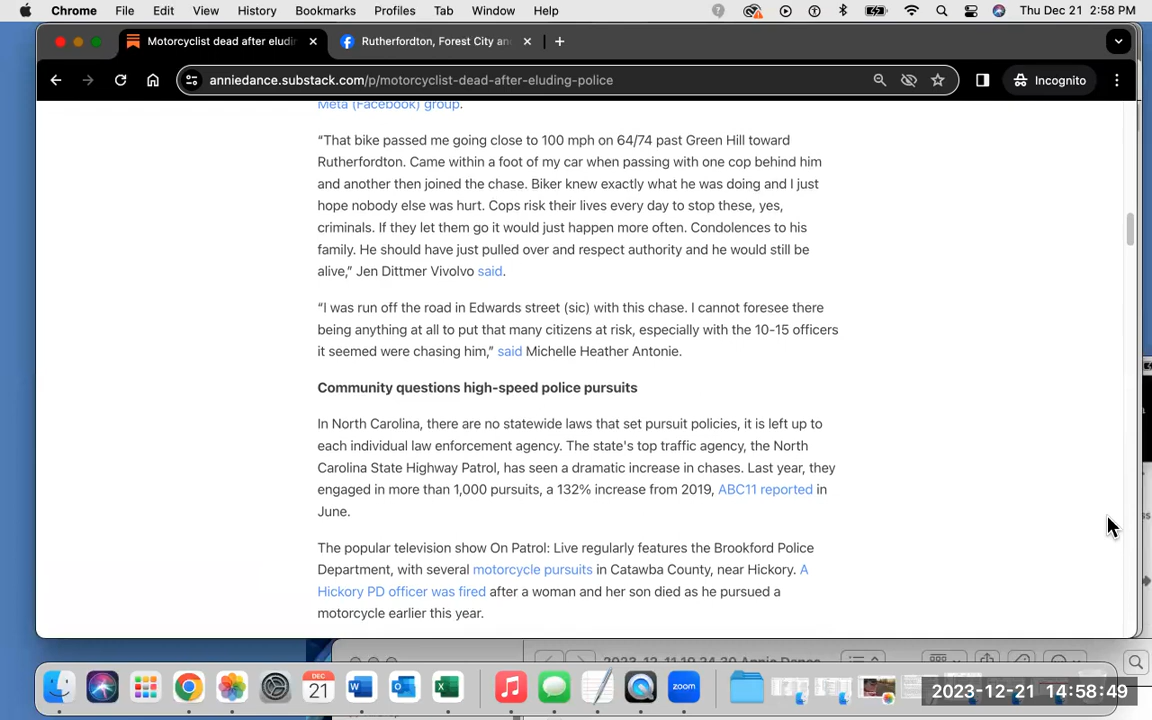 Chrome File Edit View History Bookmarks Profiles Tab Window Help Thu Dec 21 2:58 PM
Motorcyclist dead after eludin Rutherfordton, Forest City an
anniedance.substack.com/p/motorcyclist-dead-after-eluding-police Incognito
Meta (Facebook) group.
“That bike passed me going close to 100 mph on 64/74 past Green Hill toward
Rutherfordton. Came within a foot of my car when passing with one cop behind him
and another then joined the chase. Biker knew exactly what he was doing and I just
hope nobody else was hurt. Cops risk their lives every day to stop these, yes,
criminals. If they let them go it would just happen more often. Condolences to his
family. He should have just pulled over and respect authority and he would still be
alive,” Jen Dittmer Vivolvo said.
“I was run off the road in Edwards street (sic) with this chase. I cannot foresee there
being anything at all to put that many citizens at risk, especially with the 10-15 officers
it seemed were chasing him,” said Michelle Heather Antonie.
Community questions high-speed police pursuits
In North Carolina, there are no statewide laws that set pursuit policies, it is left up to
each individual law enforcement agency. The state's top traffic agency, the North
Carolina State Highway Patrol, has seen a dramatic increase in chases. Last year, they
engaged in more than 1,000 pursuits, a 132% increase from 2019, ABC11 reported in
June.
The popular television show On Patrol: Live regularly features the Brookford Police
Department, with several motorcycle pursuits in Catawba County, near Hickory. A
Hickory PD officer was fired after a woman and her son died as he pursued a
motorcycle earlier this year.
2023-12-11 19:34:30 Annie Dance
DEC
21
zoom
2023-12-21 14:58:49